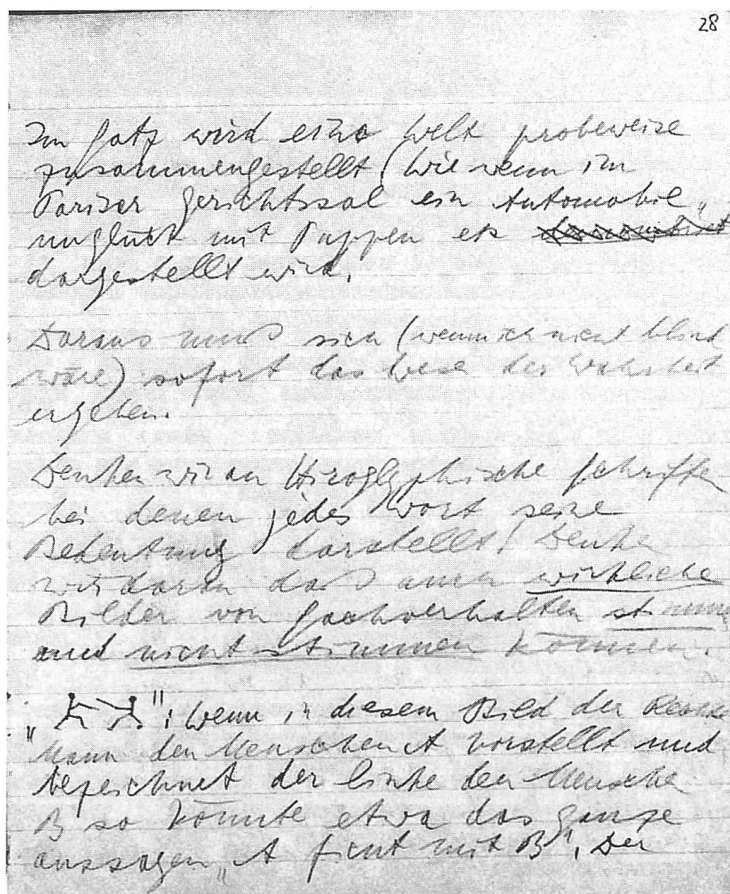 28
Im Satz wird eine Welt probeweise
zusammengestellt (Wie wenn im
Pariser Gerichtssal ein Automobil„
unglück mit Puppen etc
dargestellt wird.
Daraus muß sich (wenn ich nicht blind
wäre) sofort das Wesen der Wahrheit
ergeben.
Denken wir an Hiroglyphische Schriften
bei denen jedes Wort seine
Bedeutung darstellt! Denken
wir daran daß auch wirkliche
Bilder von Sachverhalten stimmen
und nicht stimmen können.
„ “: Wenn in diesem Bild der Rechte
Mann den Menschen A vorstellt und
bezeichnet der linke den Menschen
B so könnte etwa das ganze
aussagen „A ficht mit B“. Der